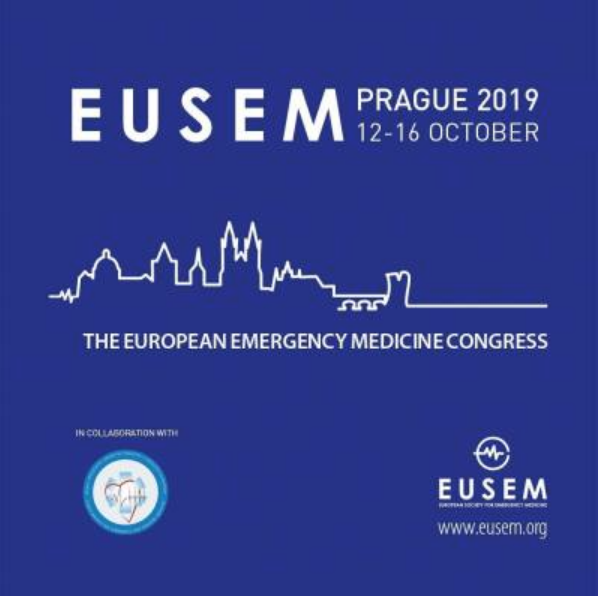 EUSEM
PRAGUE 2019
12-16 OCTOBER
THE EUROPEAN EMERGENCY MEDICINE CONGRESS
IN COLLABORATION WITH
EUSEM
EUROPEAN SOCIETY FOR EMERGENCY MEDICINE
www.eusem.org